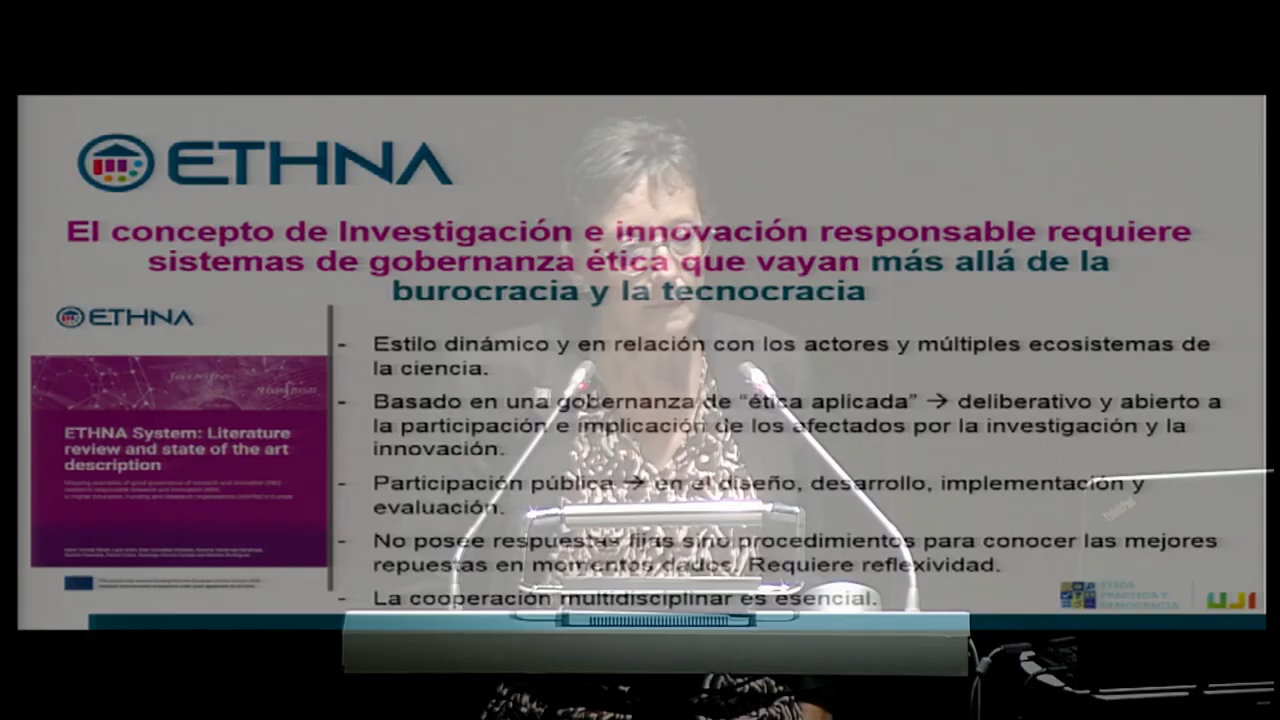 ETHNA
El concepto de Investigación e innovación responsable requiere
sistemas de gobernanza ética que vayan más allá de la
burocracia y la tecnocracia
ETHNA
ETHNA System: Literature
review and state of the art
description
- Estilo dinámico y en relación con los actores y múltiples ecosistemas de
la ciencia.
- Basado en una gobernanza de “ética aplicada” → deliberativo y abierto a
la participación e implicación de los afectados por la investigación y la
innovación.
- Participación pública → en el diseño, desarrollo, implementación y
evaluación.
- No posee respuestas fijas sino procedimientos para conocer las mejores
repuestas en momentos dados. Requiere reflexividad.
- La cooperación multidisciplinar es esencial.
ThinkPad
ÉTICA
PRÁCTICA Y
DEMOCRACIA
UJI